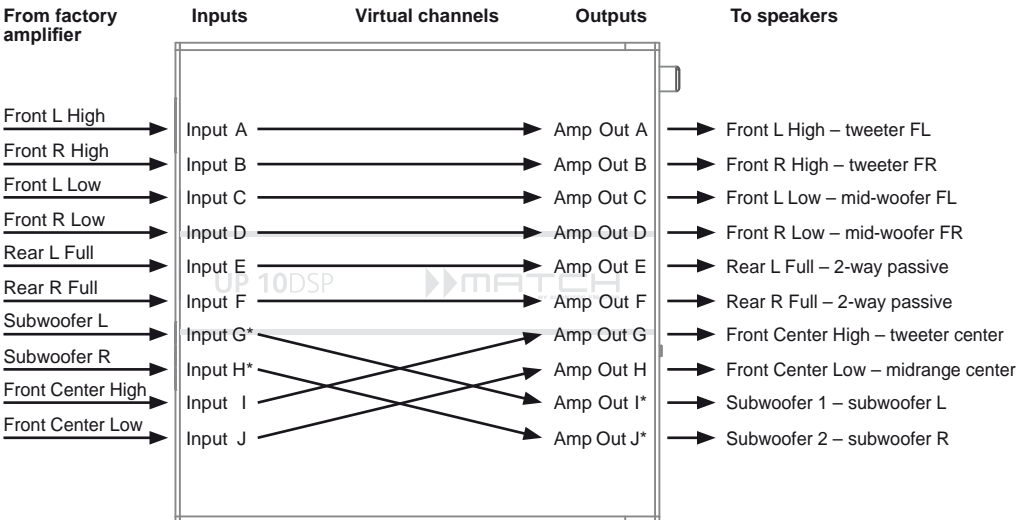 From factory amplifier
Inputs
Virtual channels
Outputs
To speakers
Front L High
Input A
Amp Out A
Front L High – tweeter FL
Front R High
Input B
Amp Out B
Front R High – tweeter FR
Front L Low
Input C
Amp Out C
Front L Low – mid-woofer FL
Front R Low
Input D
Amp Out D
Front R Low – mid-woofer FR
Rear L Full
Input E
Amp Out E
Rear L Full – 2-way passive
UP 10DSP
MATCH
Rear R Full
Input F
Amp Out F
Rear R Full – 2-way passive
Subwoofer L
Input G*
Amp Out G
Front Center High – tweeter center
Subwoofer R
Input H*
Amp Out H
Front Center Low – midrange center
Front Center High
Input I
Amp Out I*
Subwoofer 1 – subwoofer L
Front Center Low
Input J
Amp Out J*
Subwoofer 2 – subwoofer R